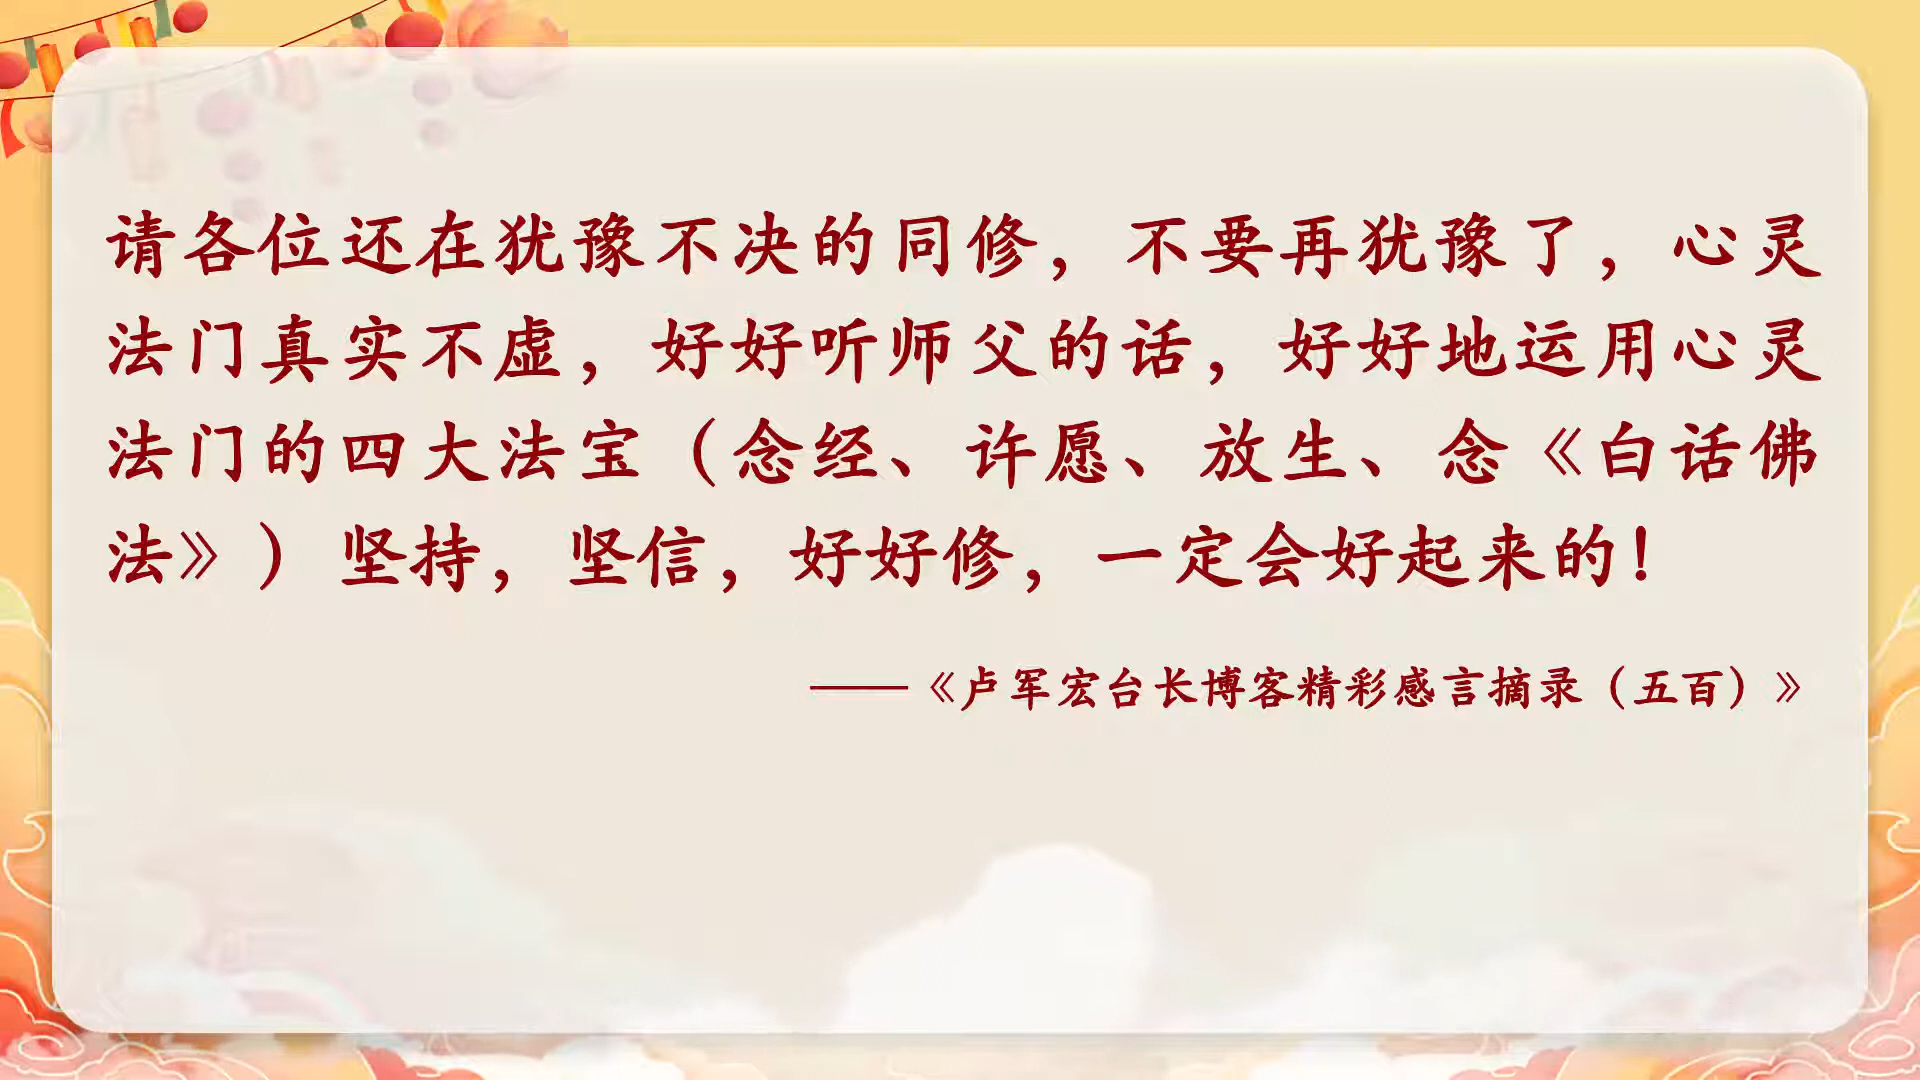 请各位还在犹豫不决的同修，不要再犹豫了，心灵
法门真实不虚，好好听师父的话，好好地运用心灵
法门的四大法宝（念经、许愿、放生、念《白话佛
法》）坚持，坚信，好好修，一定会好起来的！
——《卢军宏台长博客精彩感言摘录（五百）》